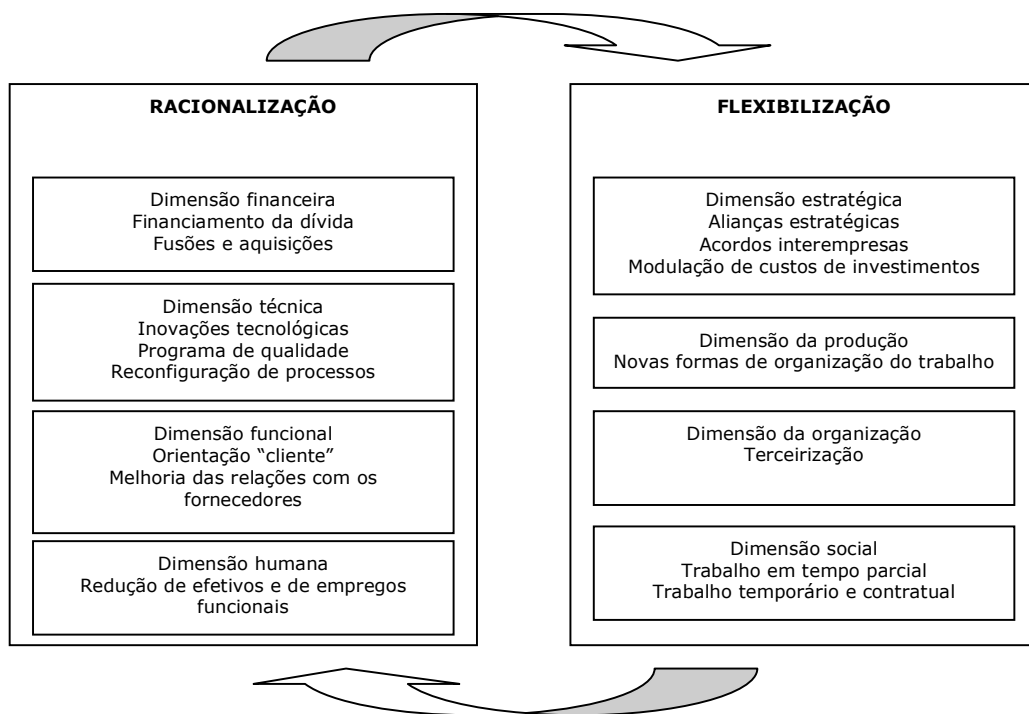 RACIONALIZAÇÃO
Dimensão financeira
Financiamento da dívida
Fusões e aquisições
Dimensão técnica
Inovações tecnológicas
Programa de qualidade
Reconfiguração de processos
Dimensão funcional
Orientação “cliente”
Melhoria das relações com os
fornecedores
Dimensão humana
Redução de efetivos e de empregos
funcionais
FLEXIBILIZAÇÃO
Dimensão estratégica
Alianças estratégicas
Acordos interempresas
Modulação de custos de investimentos
Dimensão da produção
Novas formas de organização do trabalho
Dimensão da organização
Terceirização
Dimensão social
Trabalho em tempo parcial
Trabalho temporário e contratual